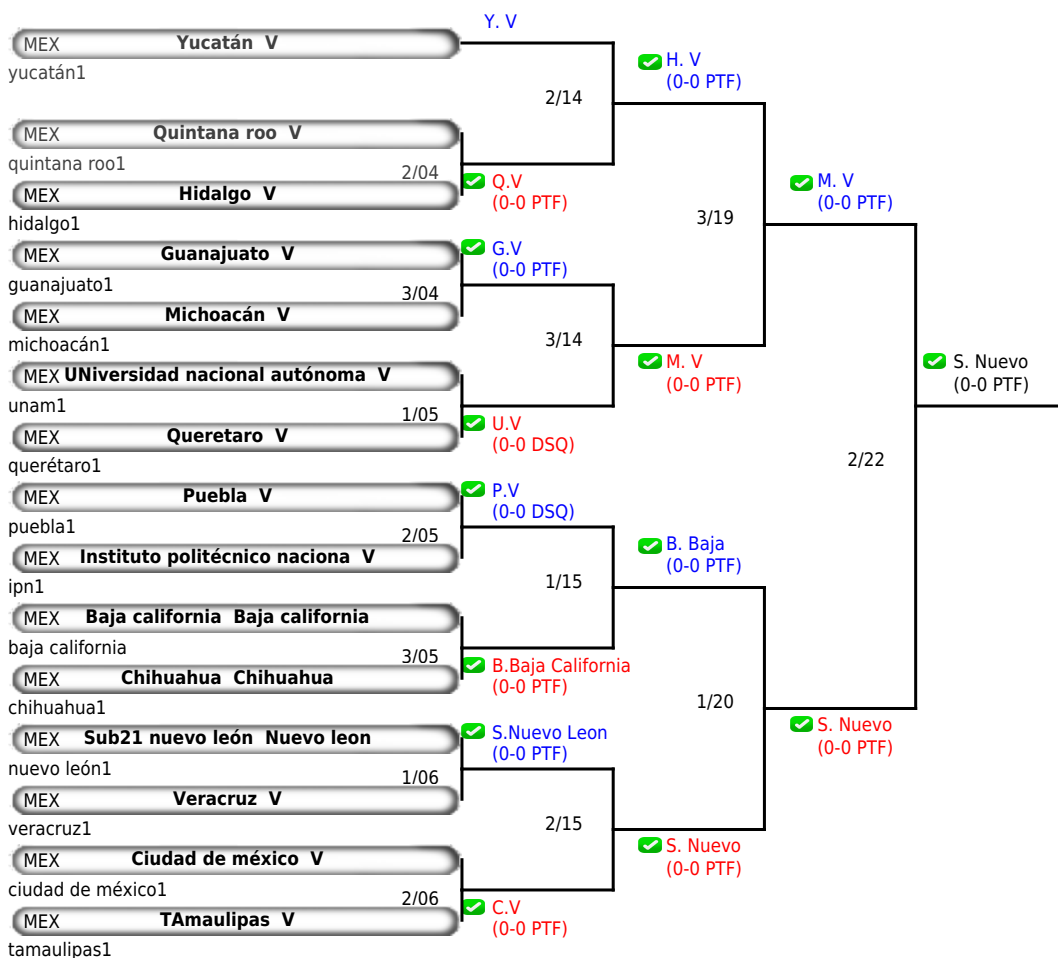 Y. V
MEX Yucatán V
yucatán1
H. V
(0-0 PTF)
2/14
MEX Quintana roo V
quintana roo1
2/04
Q.V
(0-0 PTF)
MEX Hidalgo V
hidalgo1
M. V
(0-0 PTF)
3/19
MEX Guanajuato V
guanajuato1
G.V
(0-0 PTF)
3/04
MEX Michoacán V
michoacán1
3/14
M. V
(0-0 PTF)
S. Nuevo
(0-0 PTF)
MEX UNiversidad nacional autónoma V
unam1
1/05
U.V
(0-0 DSQ)
MEX Queretaro V
querétaro1
2/22
MEX Puebla V
puebla1
P.V
(0-0 DSQ)
2/05
MEX Instituto politécnico naciona V
ipn1
B. Baja
(0-0 PTF)
1/15
MEX Baja california Baja california
baja california
3/05
B.Baja California
(0-0 PTF)
MEX Chihuahua Chihuahua
chihuahua1
1/20
S. Nuevo
(0-0 PTF)
MEX Sub21 nuevo león Nuevo leon
nuevo león1
S.Nuevo Leon
(0-0 PTF)
1/06
MEX Veracruz V
veracruz1
2/15
S. Nuevo
(0-0 PTF)
MEX Ciudad de méxico V
ciudad de méxico1
2/06
C.V
(0-0 PTF)
MEX TAmaulipas V
tamaulipas1